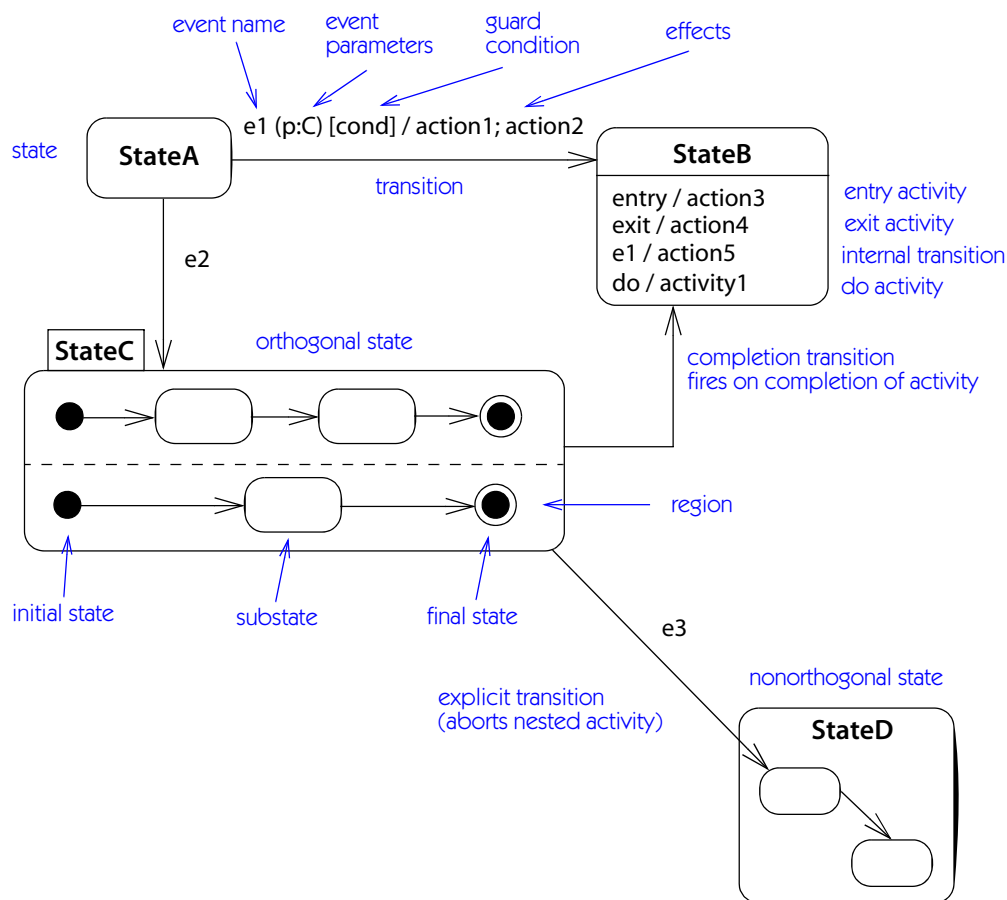 event name
event
parameters
guard
condition
effects
e1 (p:C) [cond] / action1; action2
state
StateA
transition
StateB
entry / action3
exit / action4
e1 / action5
do / activity1
entry activity
exit activity
internal transition
do activity
e2
StateC
orthogonal state
completion transition
fires on completion of activity
region
initial state
substate
final state
e3
explicit transition
(aborts nested activity)
nonorthogonal state
StateD